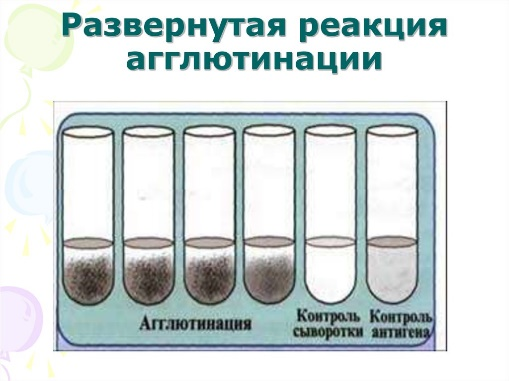 Развернутая реакция
агглютинации
Агглютинация
Контроль
сыворотки
Контроль
антигена